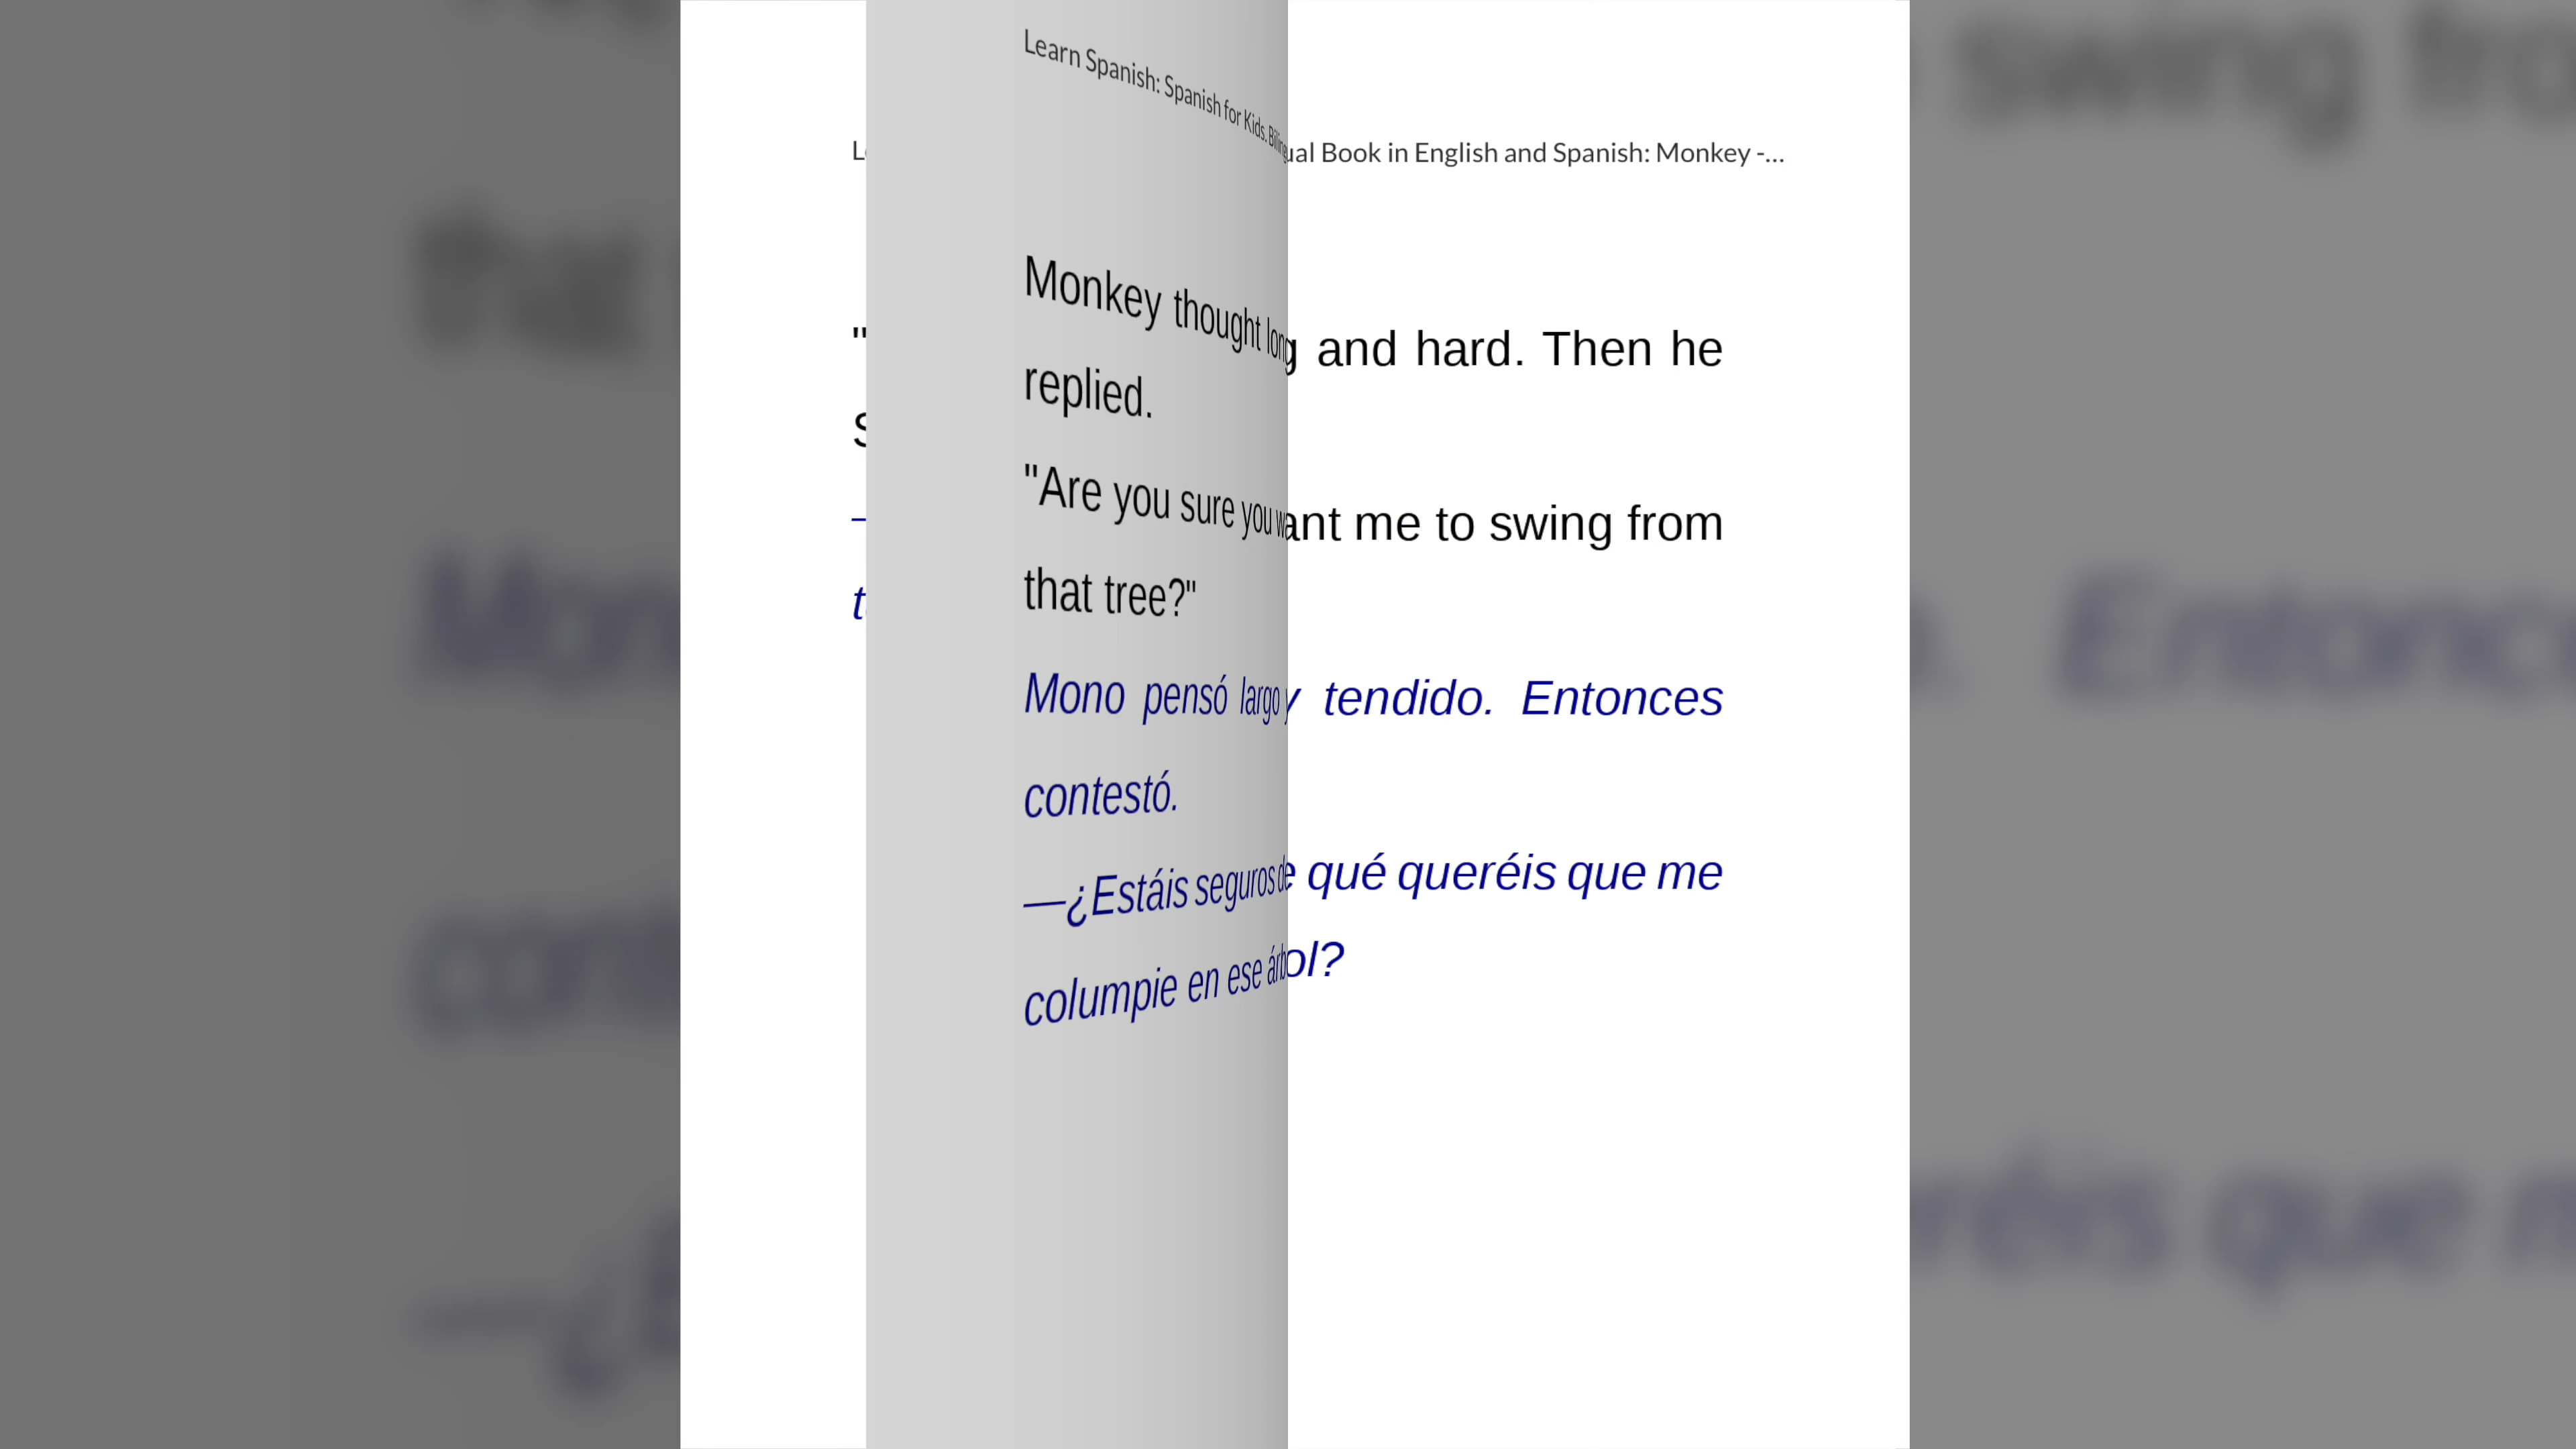 Learn Spanish: Spanish for Kids. Bilingual Book in English and Spanish: Monkey -...
Monkey thought long and hard. Then he
replied.
"Are you sure you want me to swing from
that tree?"
Mono pensó largo y tendido. Entonces
contestó.
—¿Estáis seguros de qué queréis que me
columpie en ese árbol?